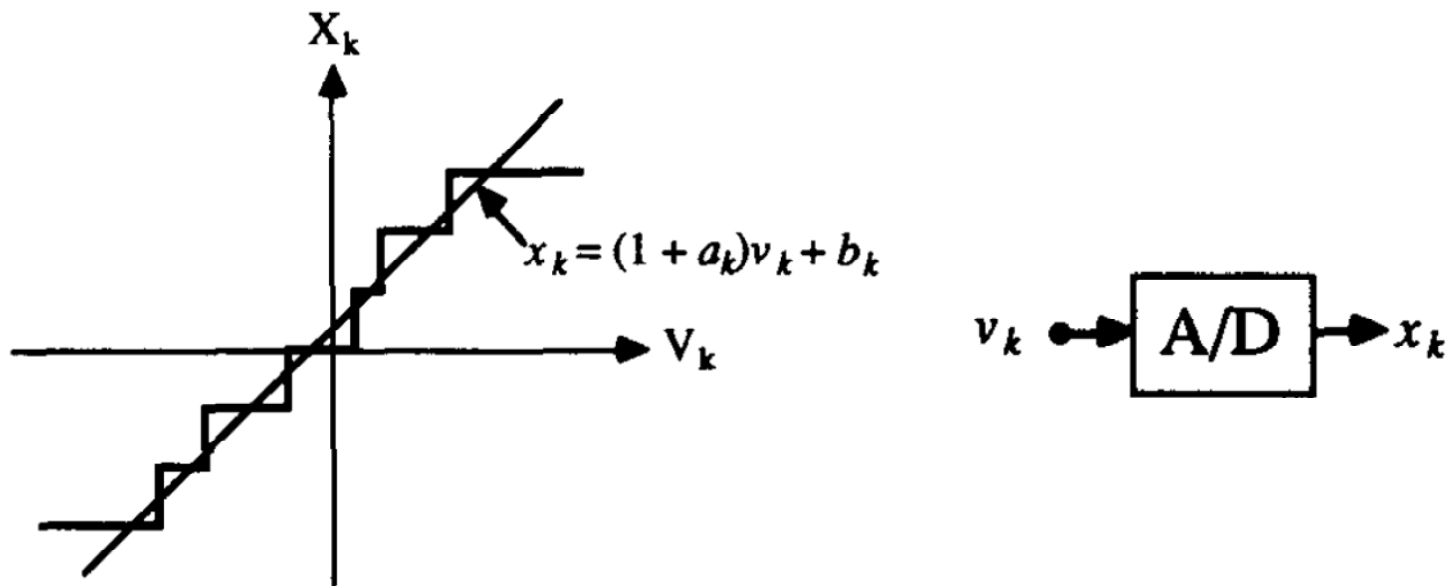 X_k
x_k = (1 + a_k)v_k + b_k
V_k
v_k
A/D
x_k